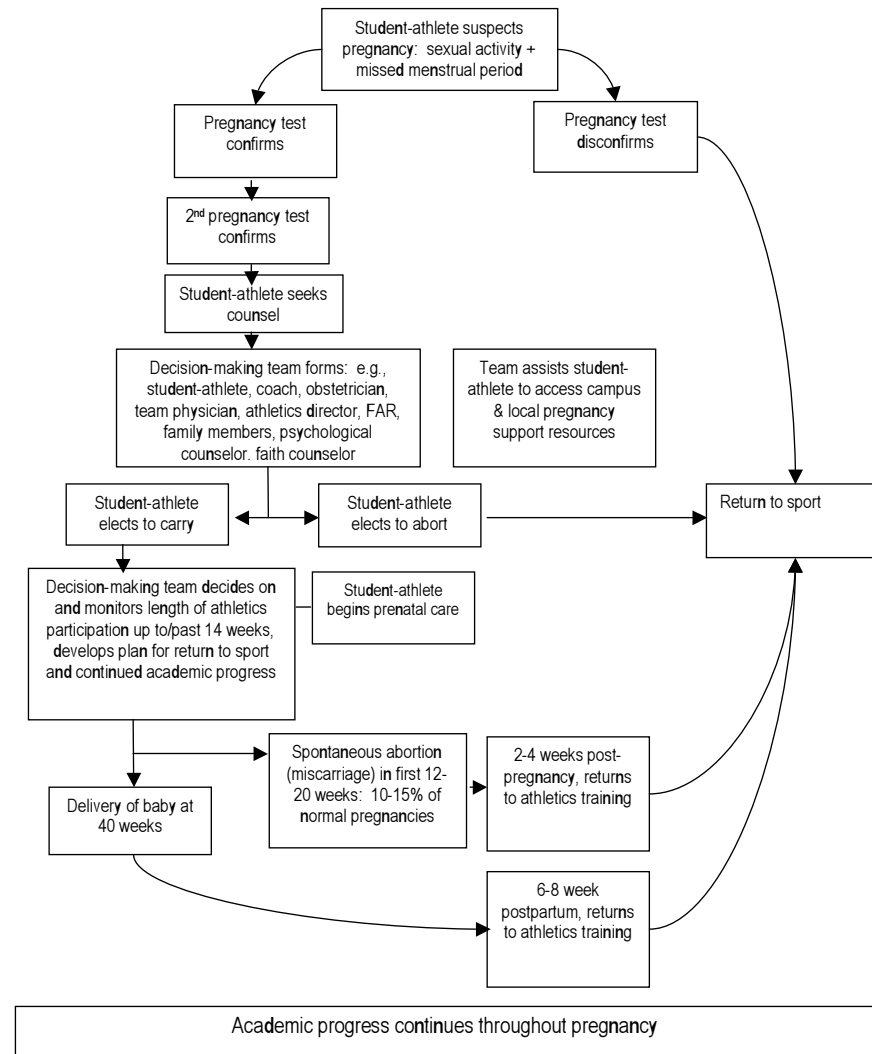 Student-athlete suspects
pregnancy:  sexual activity +
missed menstrual period
Pregnancy test
confirms
Pregnancy test
disconfirms
2nd pregnancy test
confirms
Student-athlete seeks
counsel
Decision-making team forms:  e.g.,
student-athlete, coach, obstetrician,
team physician, athletics director, FAR,
family members, psychological
counselor. faith counselor
Team assists student-
athlete to access campus
& local pregnancy
support resources
Student-athlete
elects to carry
Student-athlete
elects to abort
Return to sport
Decision-making team decides on
and monitors length of athletics
participation up to/past 14 weeks,
develops plan for return to sport
and continued academic progress
Student-athlete
begins prenatal care
Spontaneous abortion
(miscarriage) in first 12-
20 weeks:  10-15% of
normal pregnancies
2-4 weeks post-
pregnancy, returns
to athletics training
Delivery of baby at
40 weeks
6-8 week
postpartum, returns
to athletics training
Academic progress continues throughout pregnancy